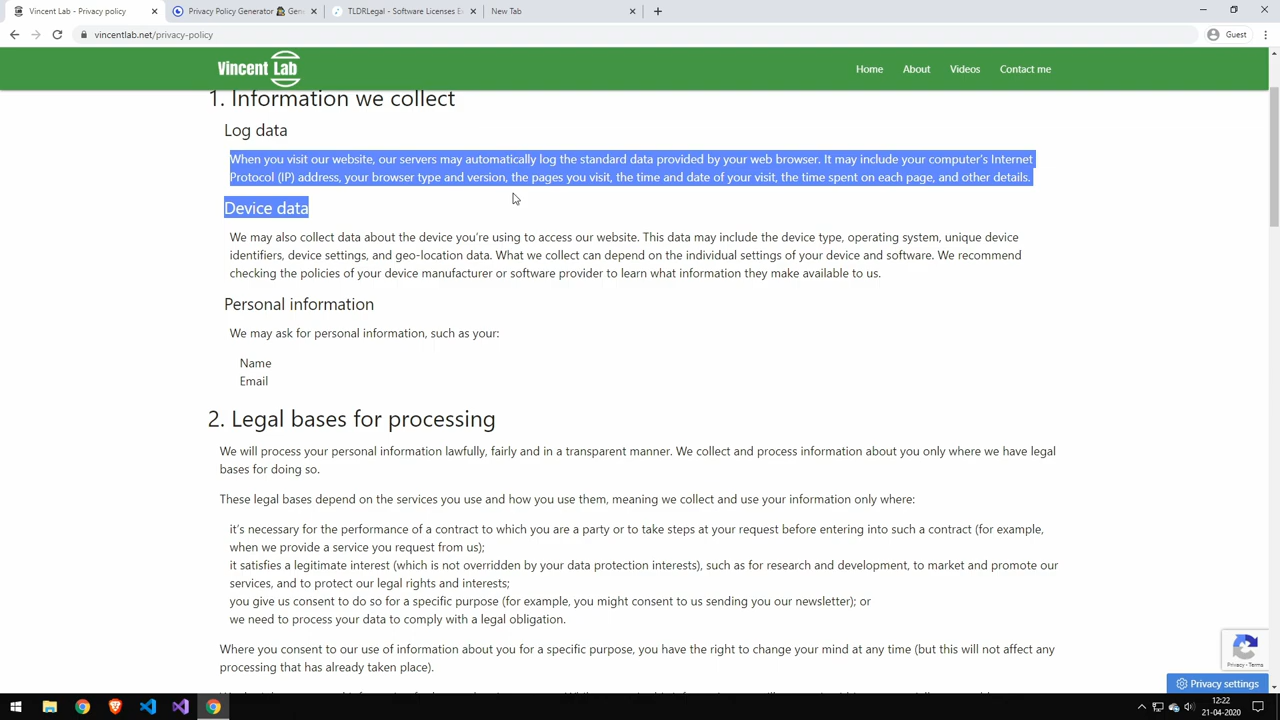 Vincent Lab - Privacy policy
Privacy Policy Generator
TLDRLegal - Software Licenses E
New Tab
vincentlab.net/privacy-policy
Guest
Vincent Lab
Home About Videos Contact me
1. Information we collect
Log data
When you visit our website, our servers may automatically log the standard data provided by your web browser. It may include your computer's Internet
Protocol (IP) address, your browser type and version, the pages you visit, the time and date of your visit, the time spent on each page, and other details.
Device data
We may also collect data about the device you're using to access our website. This data may include the device type, operating system, unique device
identifiers, device settings, and geo-location data. What we collect can depend on the individual settings of your device and software. We recommend
checking the policies of your device manufacturer or software provider to learn what information they make available to us.
Personal information
We may ask for personal information, such as your:
Name
Email
2. Legal bases for processing
We will process your personal information lawfully, fairly and in a transparent manner. We collect and process information about you only where we have legal
bases for doing so.
These legal bases depend on the services you use and how you use them, meaning we collect and use your information only where:
it's necessary for the performance of a contract to which you are a party or to take steps at your request before entering into such a contract (for example,
when we provide a service you request from us);
it satisfies a legitimate interest (which is not overridden by your data protection interests), such as for research and development, to market and promote our
services, and to protect our legal rights and interests;
you give us consent to do so for a specific purpose (for example, you might consent to us sending you our newsletter); or
we need to process your data to comply with a legal obligation.
Where you consent to our use of information about you for a specific purpose, you have the right to change your mind at any time (but this will not affect any
processing that has already taken place).
Privacy - Terms
Privacy settings
12:22
21-04-2020